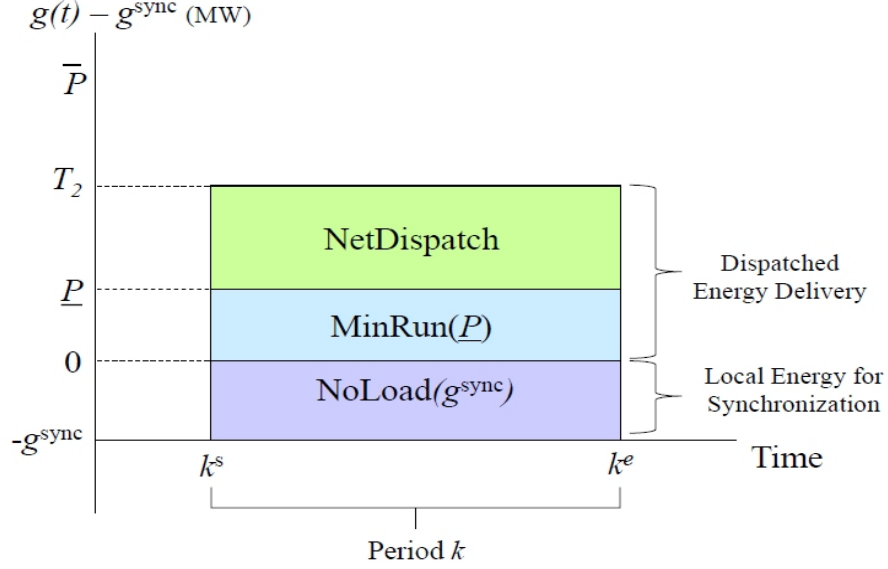 g(t) – g^sync (MW)
P̅
T₂
NetDispatch
Dispatched
Energy Delivery
P̲
MinRun(P̲)
0
NoLoad(g^sync)
Local Energy for
Synchronization
-g^sync
k^s
k^e
Time
Period k